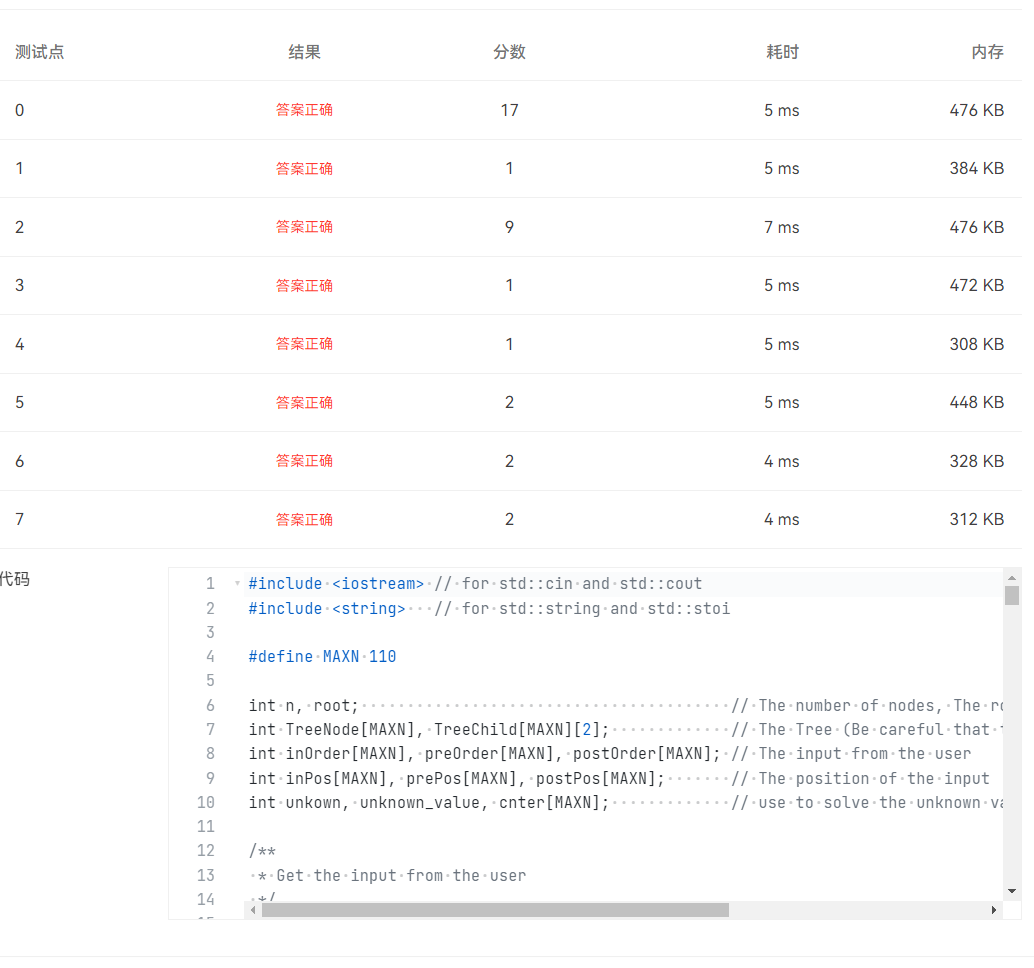 测试点 结果 分数 耗时 内存
0 答案正确 17 5 ms 476 KB
1 答案正确 1 5 ms 384 KB
2 答案正确 9 7 ms 476 KB
3 答案正确 1 5 ms 472 KB
4 答案正确 1 5 ms 308 KB
5 答案正确 2 5 ms 448 KB
6 答案正确 2 4 ms 328 KB
7 答案正确 2 4 ms 312 KB
代码
1 #include <iostream> // for std::cin and std::cout
2 #include <string>   // for std::string and std::stoi
3
4 #define MAXN 110
5
6 int n, root;                                        // The number of nodes, The
7 int TreeNode[MAXN], TreeChild[MAXN][2];             // The Tree (Be careful that
8 int inOrder[MAXN], preOrder[MAXN], postOrder[MAXN]; // The input from the user
9 int inPos[MAXN], prePos[MAXN], postPos[MAXN];       // The position of the input
10 int unkown, unknown_value, cnter[MAXN];             // use to solve the unknown
11
12 /**
13  * Get the input from the user
14  */